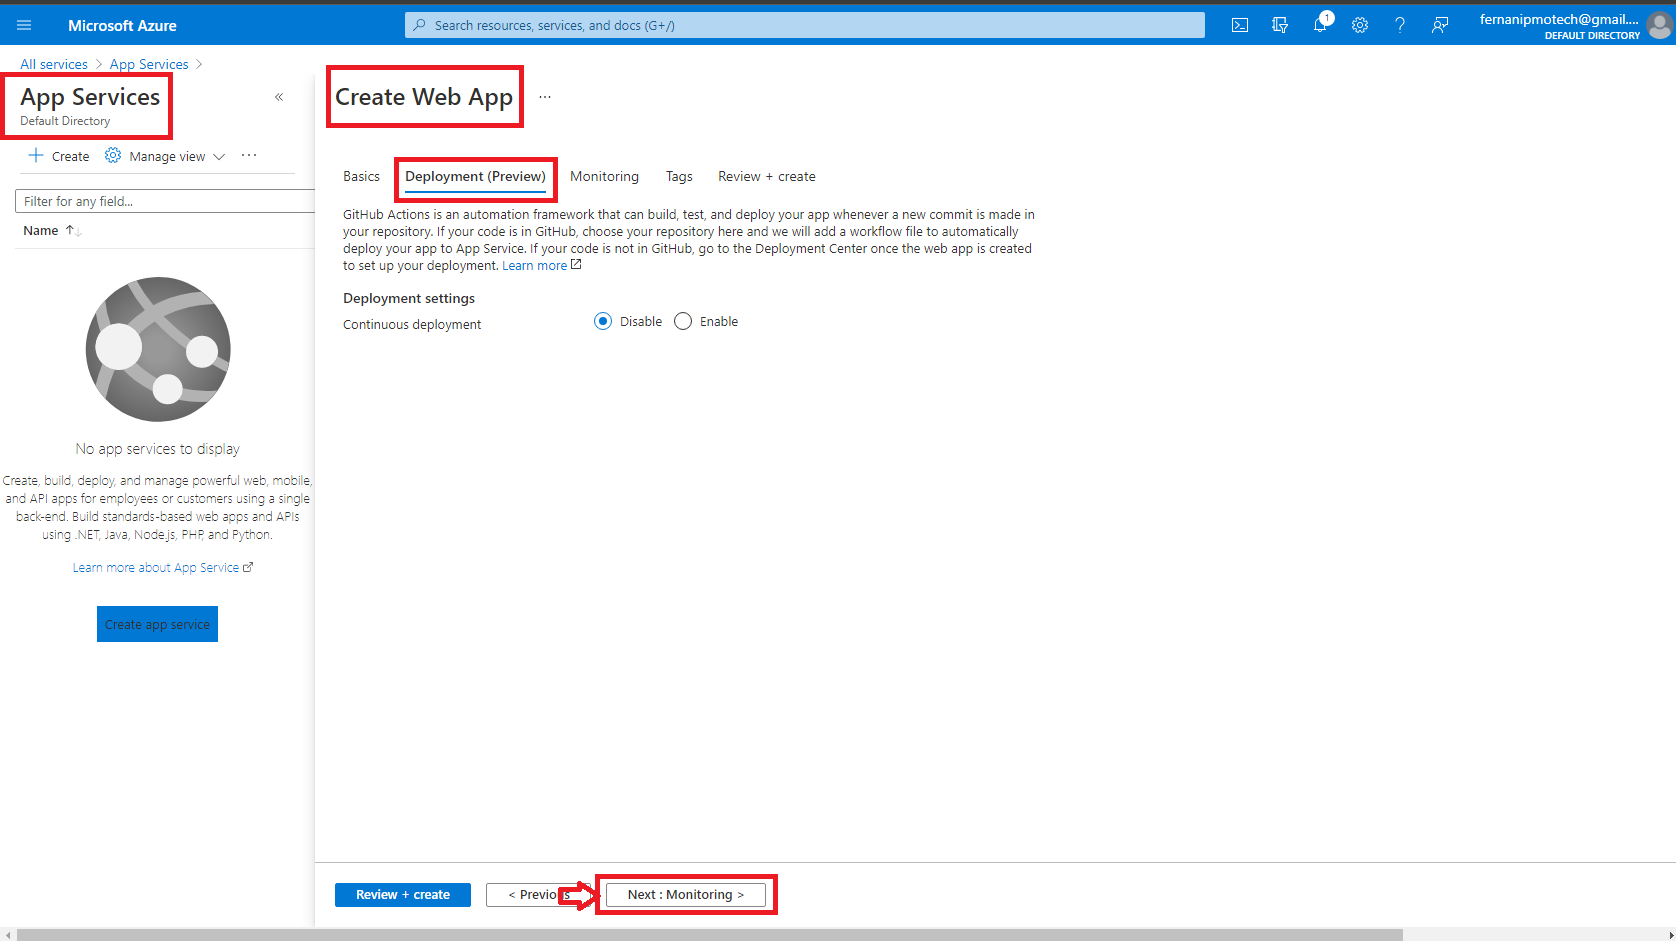 Microsoft Azure
Search resources, services, and docs (G+/)
1
fernanipmotech@gmail....
DEFAULT DIRECTORY
All services > App Services >
App Services
Default Directory
«
+ Create Manage view ...
Filter for any field...
Name ↑↓
No app services to display
Create, build, deploy, and manage powerful web, mobile,
and API apps for employees or customers using a single
back-end. Build standards-based web apps and APIs
using .NET, Java, Node.js, PHP, and Python.
Learn more about App Service
Create app service
Create Web App ...
Basics Deployment (Preview) Monitoring Tags Review + create
GitHub Actions is an automation framework that can build, test, and deploy your app whenever a new commit is made in
your repository. If your code is in GitHub, choose your repository here and we will add a workflow file to automatically
deploy your app to App Service. If your code is not in GitHub, go to the Deployment Center once the web app is created
to set up your deployment. Learn more
Deployment settings
Continuous deployment Disable Enable
Review + create < Previous Next : Monitoring >